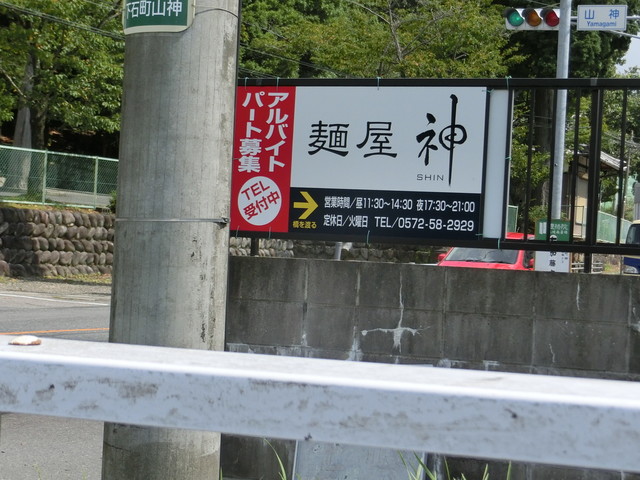 下石町山神
山神
Yamagami
アルバイト
パート募集
TEL
受付中
麺屋 神
SHIN
営業時間/昼11:30~14:30 夜17:30~21:00
定休日/火曜日 TEL/0572-58-2929
橋を渡る